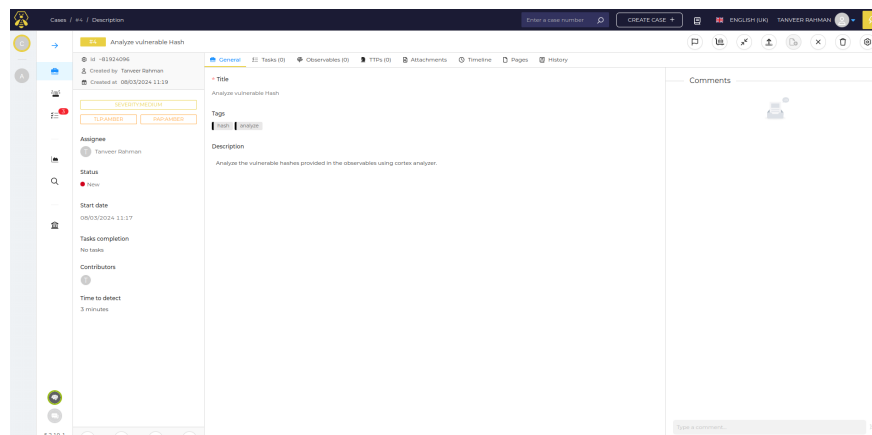 Cases / #4 / Description
Enter a case number
CREATE CASE +
ENGLISH (UK)
TANVEER RAHMAN
C
A
3
#4 Analyze vulnerable Hash
Id ~81924096
Created by Tanveer Rahman
Created at 08/03/2024 11:19
SEVERITY:MEDIUM
TLP:AMBER PAP:AMBER
Assignee
Tanveer Rahman
Status
New
Start date
08/03/2024 11:17
Tasks completion
No tasks
Contributors
Time to detect
3 minutes
General Tasks (0) Observables (0) TTPs (0) Attachments Timeline Pages History
* Title
Analyze vulnerable Hash
Tags
hash analyze
Description
Analyze the vulnerable hashes provided in the observables using cortex analyzer.
Comments
Type a comment...